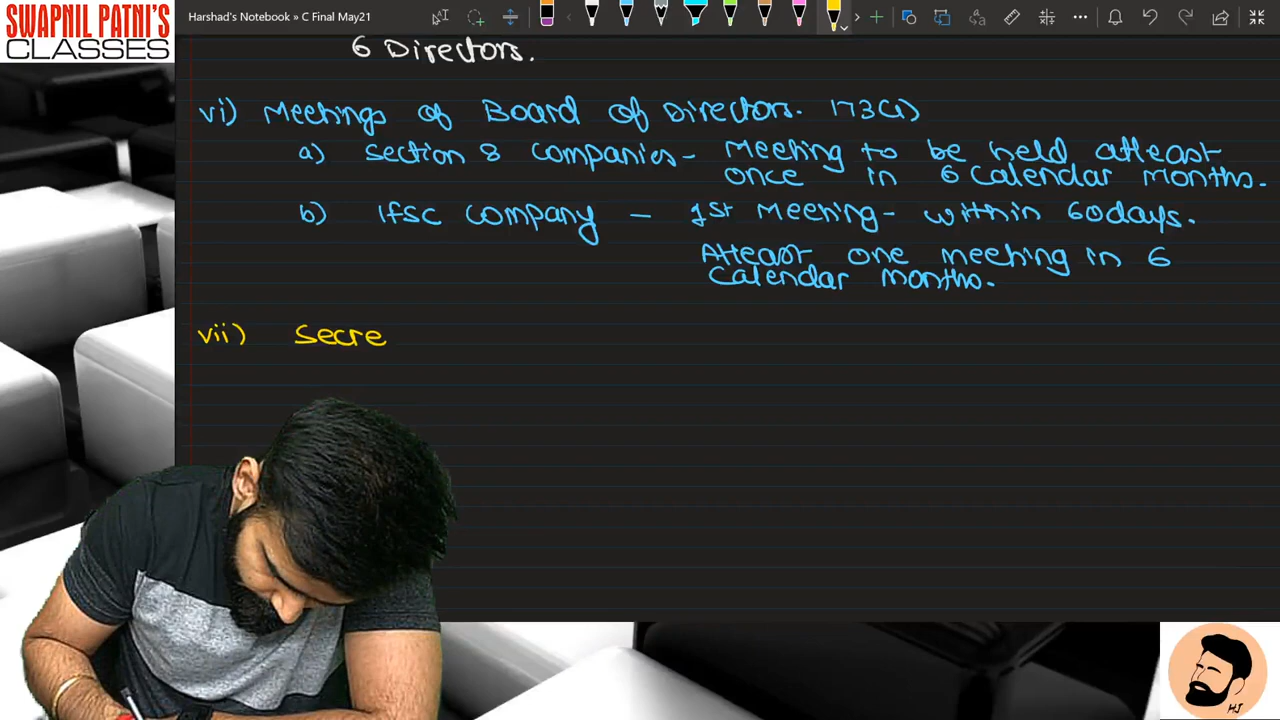 SWAPNIL PATNI'S
CLASSES
Harshad's Notebook » C Final May21
6 Directors.
vi) Meetings of Board of Directors. 173(1)
a) Section 8 Companies - Meeting to be held atleast
once in 6 Calendar Months.
b) Ifsc Company - 1st Meeting - within 60days.
Atleast one meeting in 6
Calendar Months.
vii) Secre
HJ